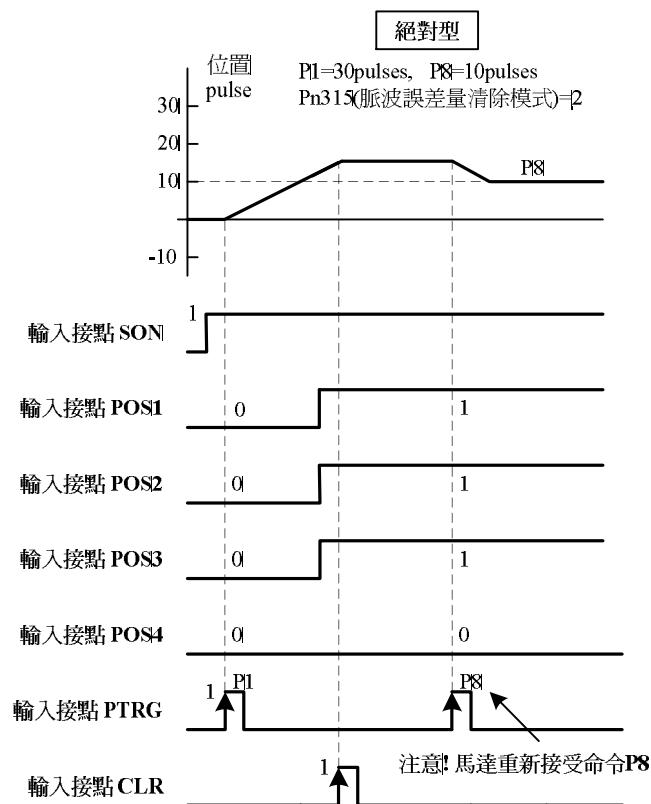 絕對型
位置
pulse
P1=30pulses, P8=10pulses
Pn315(脈波誤差量清除模式)=2
30
20
10
-10
P8
輸入接點 SON
1
輸入接點 POS1
0
1
輸入接點 POS2
0
1
輸入接點 POS3
0
1
輸入接點 POS4
0
0
輸入接點 PTRG
1
P1
P8
注意! 馬達重新接受命令P8
輸入接點 CLR
1